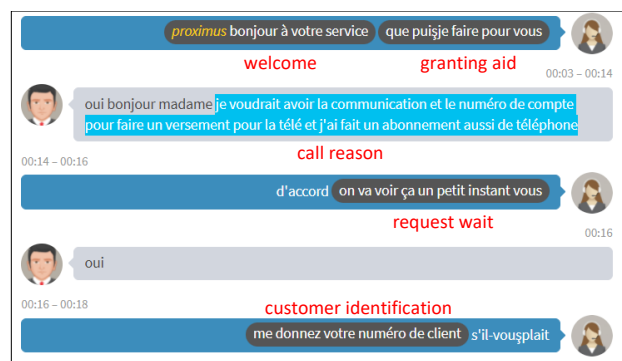 proximus bonjour à votre service que puisşje faire pour vous
welcome granting aid
00:03 – 00:14
oui bonjour madame je voudrait avoir la communication et le numéro de compte
pour faire un versement pour la télé et j'ai fait un abonnement aussi de téléphone
call reason
00:14 – 00:16
d'accord on va voir ça un petit instant vous
request wait
00:16
oui
00:16 – 00:18
customer identification
me donnez votre numéro de client s'il-vousşplait